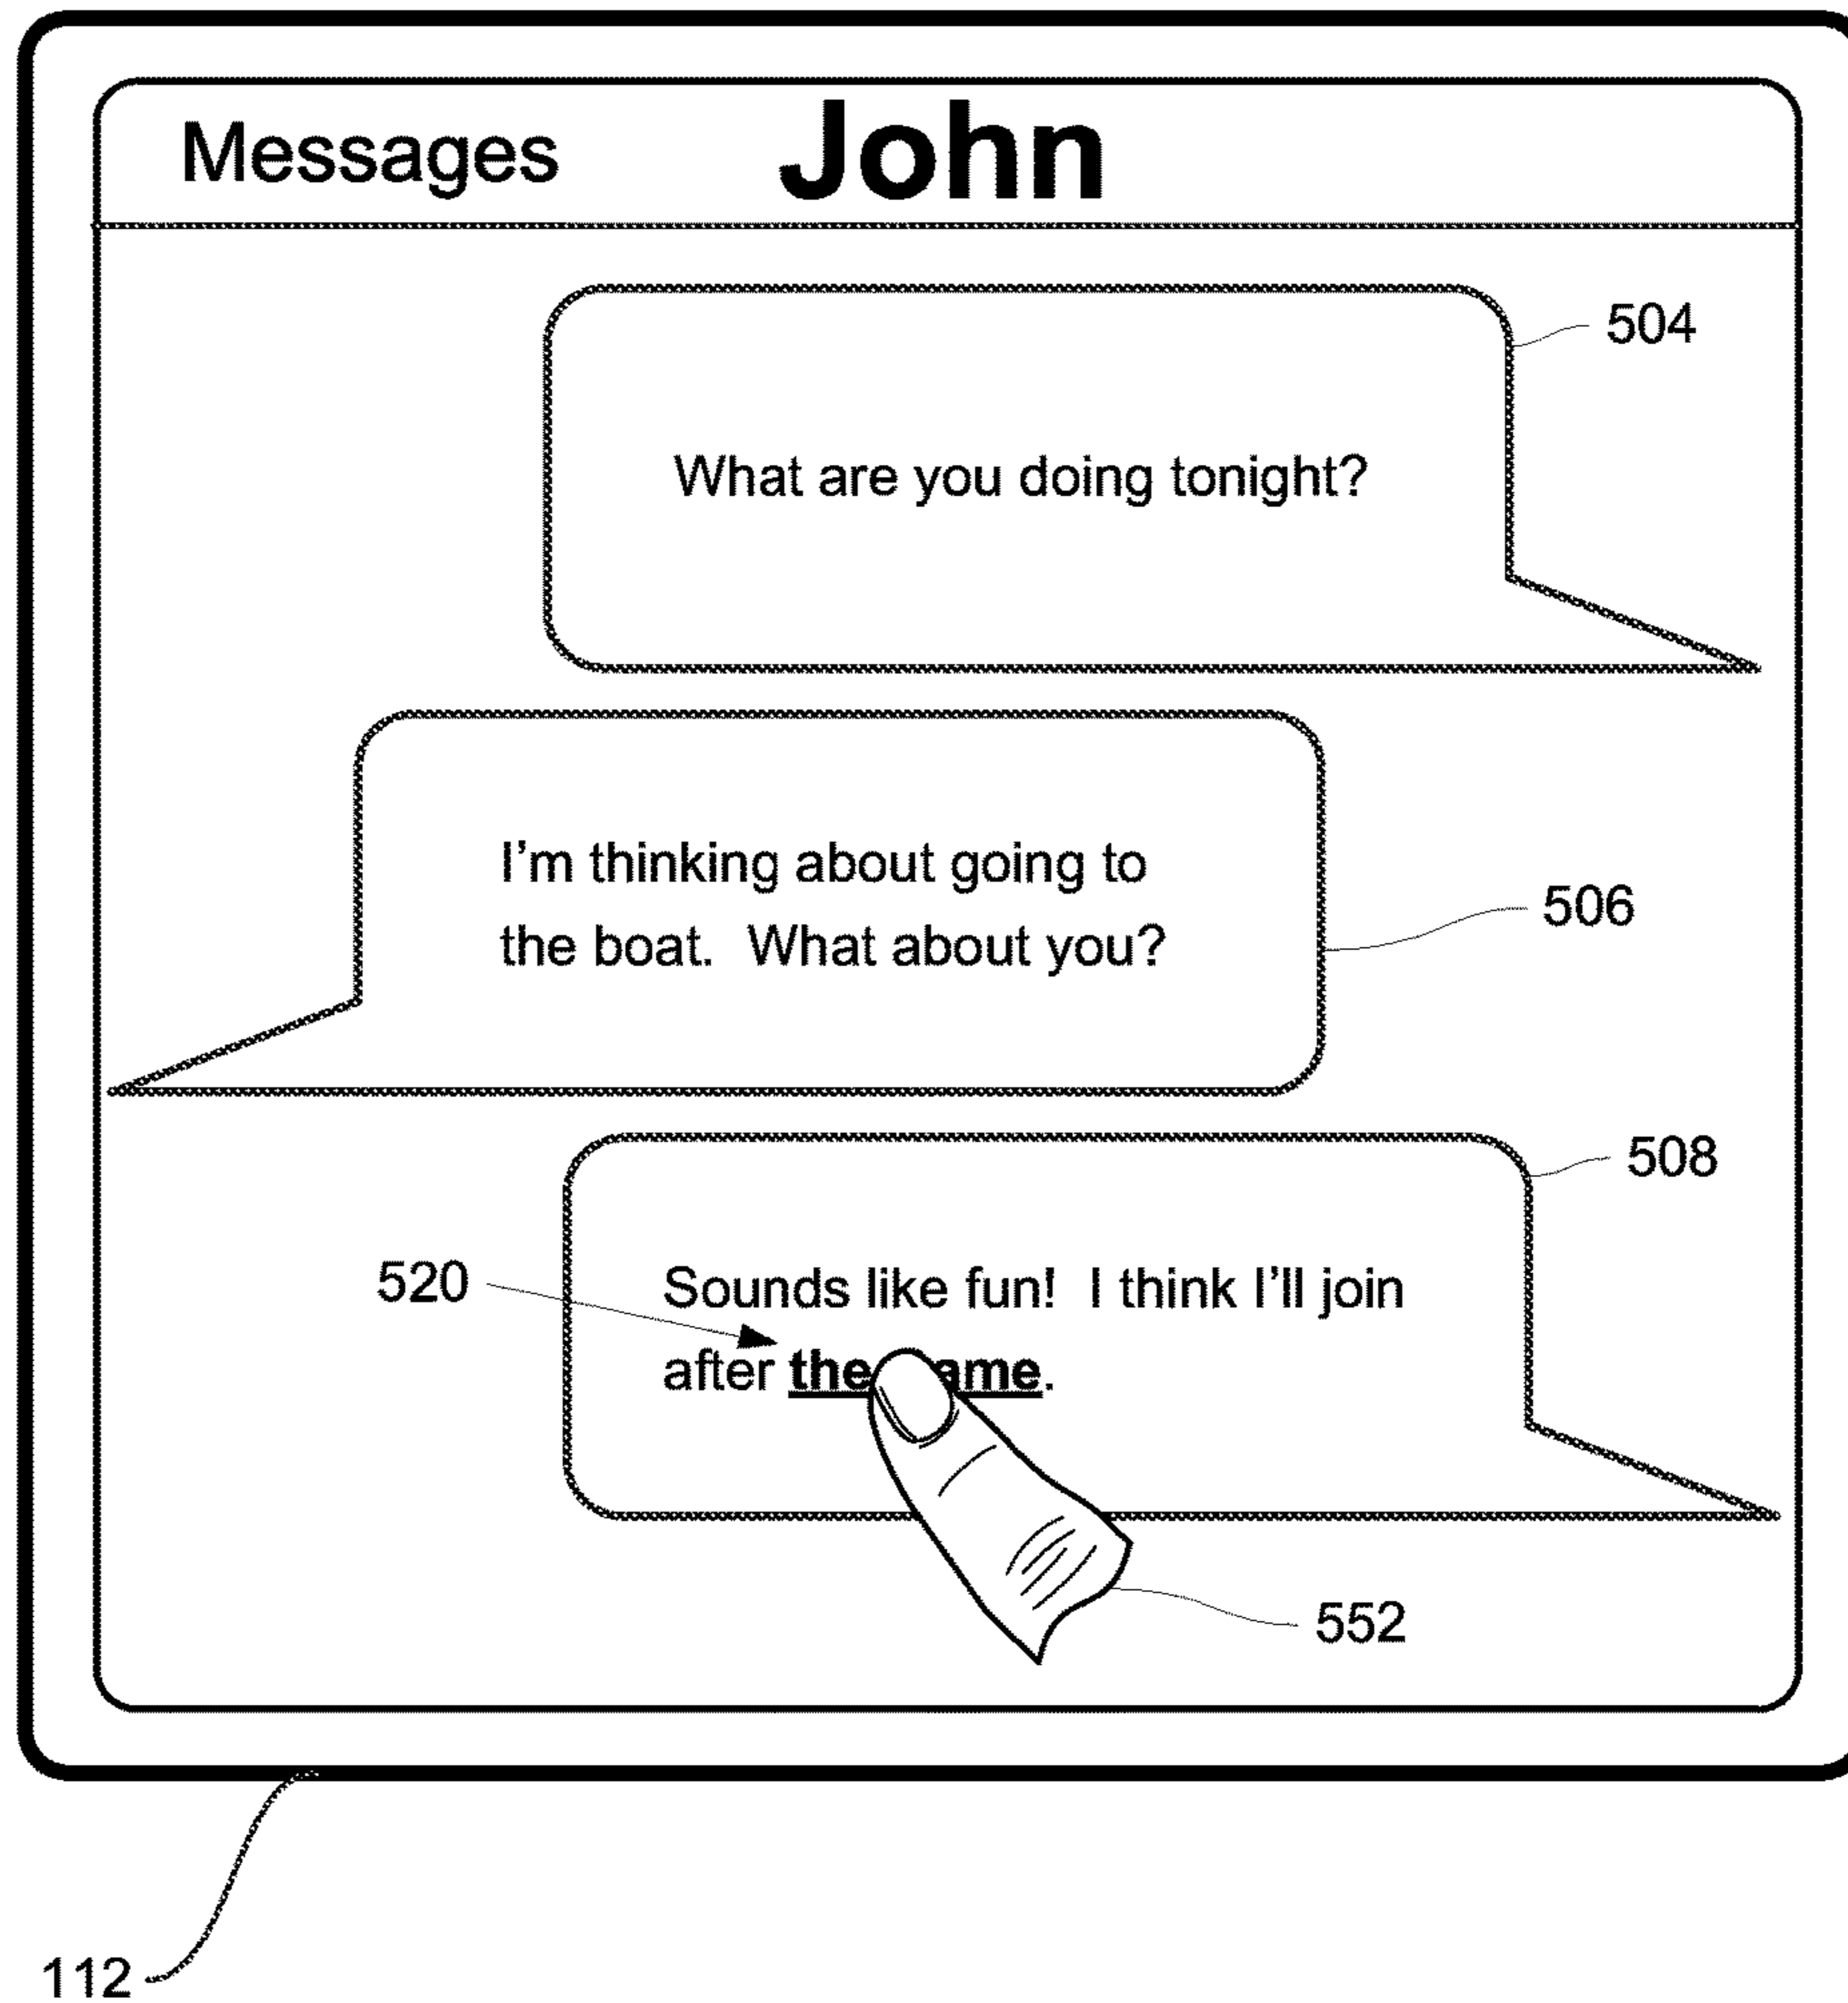 Messages John
504
What are you doing tonight?
I'm thinking about going to
506
the boat. What about you?
508
520
Sounds like fun! I think I'll join
after the ame.
552
112